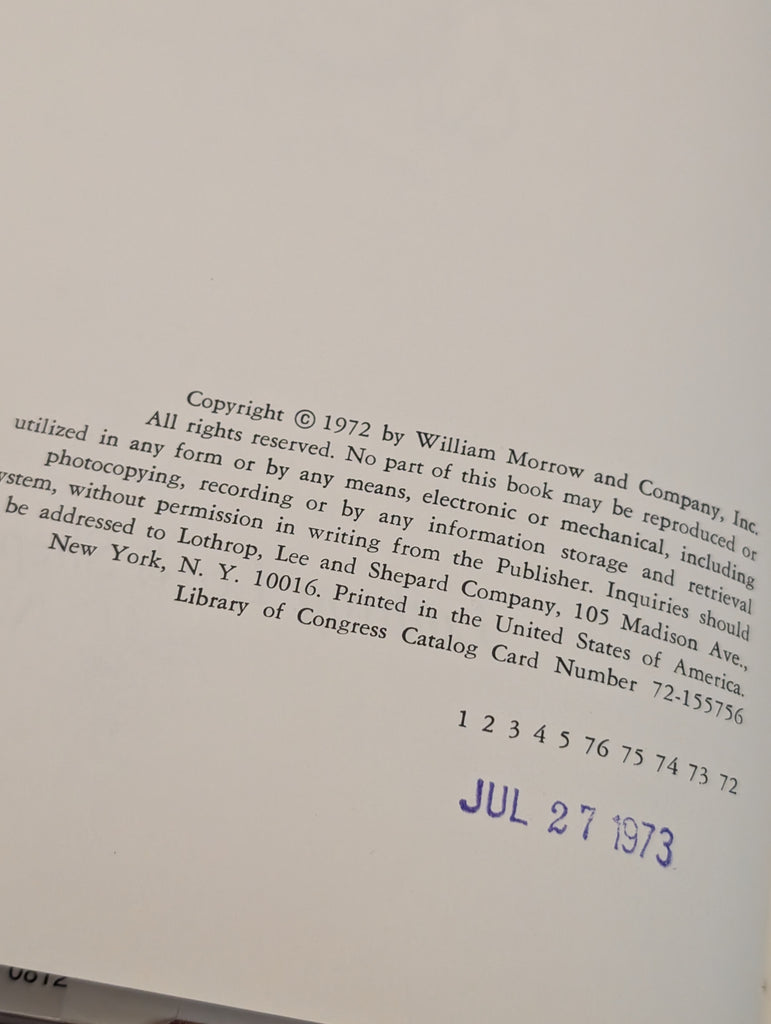 Copyright © 1972 by William Morrow and Company, Inc.
All rights reserved. No part of this book may be reproduced or
utilized in any form or by any means, electronic or mechanical, including
photocopying, recording or by any information storage and retrieval
ystem, without permission in writing from the Publisher. Inquiries should
be addressed to Lothrop, Lee and Shepard Company, 105 Madison Ave.,
New York, N. Y. 10016. Printed in the United States of America.
Library of Congress Catalog Card Number 72-155756
1 2 3 4 5 76 75 74 73 72
JUL 27 1973